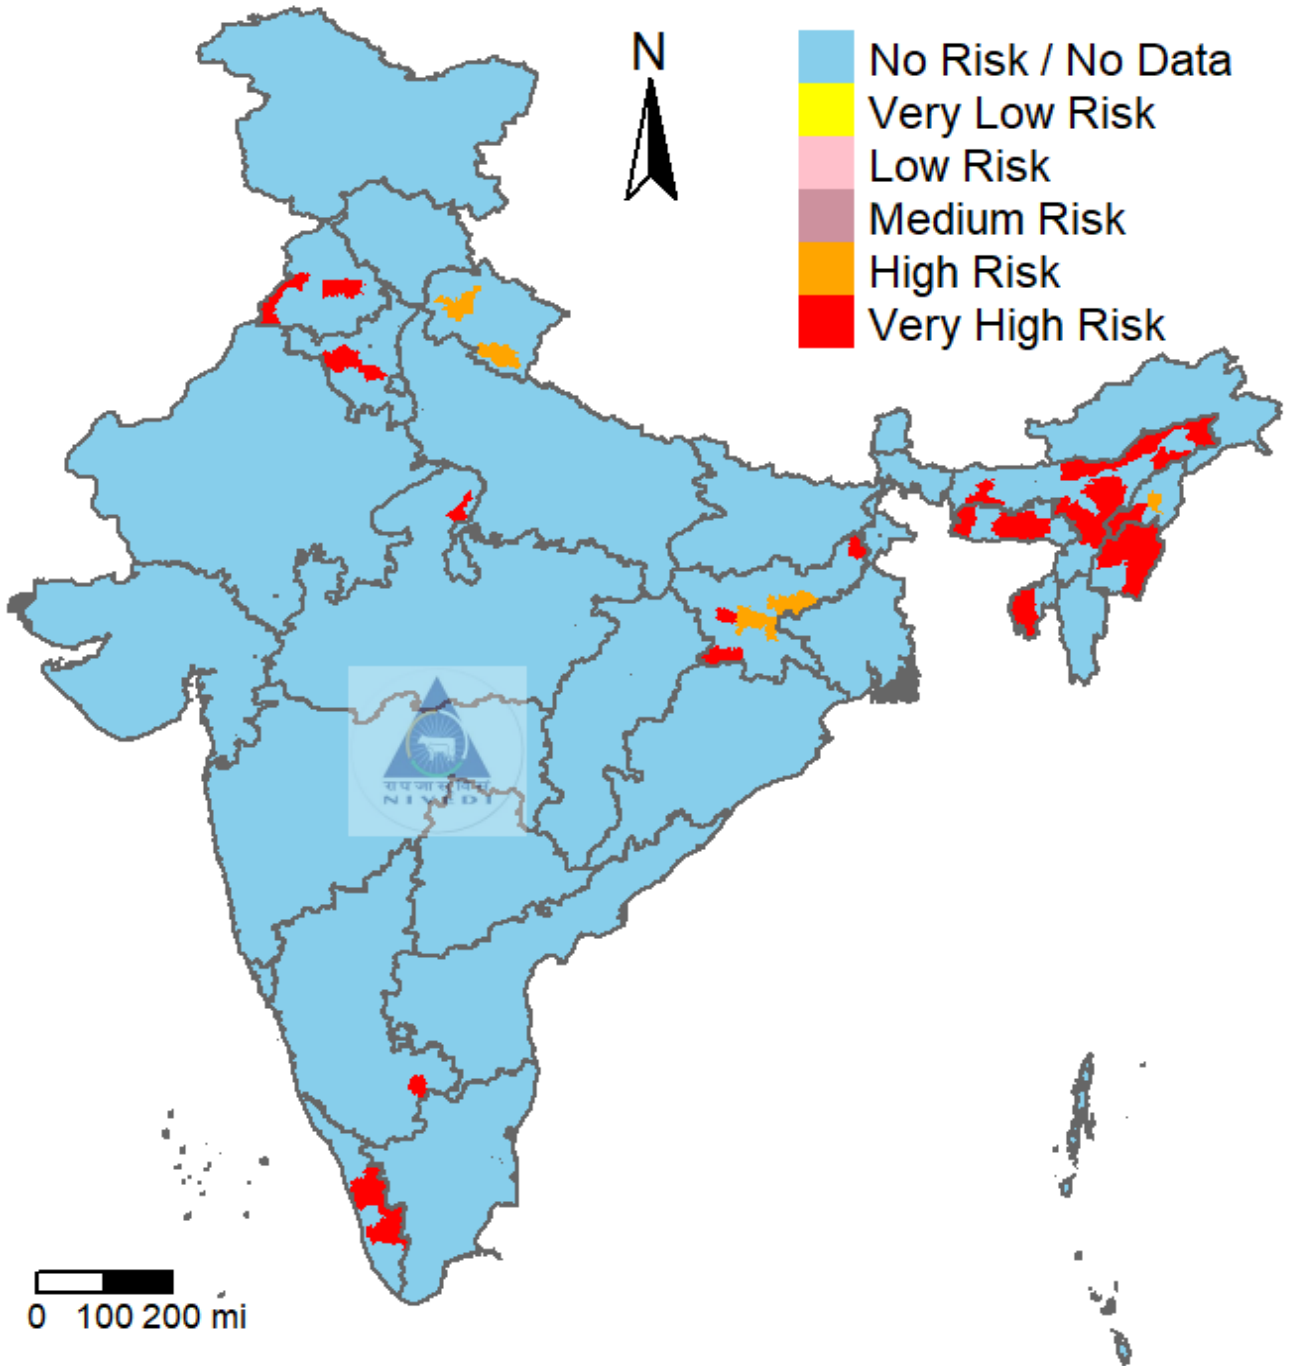 N
No Risk / No Data
Very Low Risk
Low Risk
Medium Risk
High Risk
Very High Risk
NIVEDI
0 100 200 mi